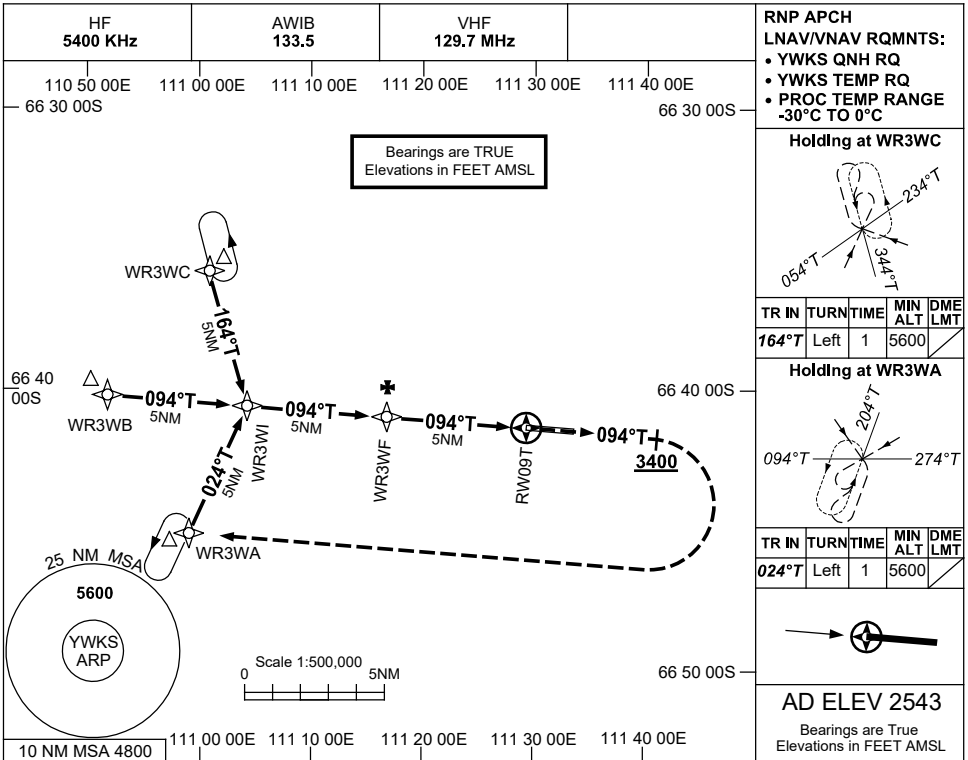 HF
5400 KHz
AWIB
133.5
VHF
129.7 MHz
110 50 00E 111 00 00E 111 10 00E 111 20 00E 111 30 00E 111 40 00E
66 30 00S 66 30 00S
Bearings are TRUE
Elevations in FEET AMSL
WR3WC
164°T
5NM
66 40
00S
66 40 00S
WR3WB
094°T
5NM
WR3WI
094°T
5NM
WR3WF
094°T
5NM
RW09T
094°T
3400
024°T
5NM
WR3WA
25 NM MSA
5600
YWKS
ARP
Scale 1:500,000
0 5NM
66 50 00S
10 NM MSA 4800
111 00 00E 111 10 00E 111 20 00E 111 30 00E 111 40 00E
RNP APCH
LNAV/VNAV RQMNTS:
• YWKS QNH RQ
• YWKS TEMP RQ
• PROC TEMP RANGE
-30°C TO 0°C
Holding at WR3WC
234°T
054°T
344°T
TR IN TURN TIME MIN ALT DME LMT
164°T Left 1 5600
Holding at WR3WA
204°T
094°T 274°T
TR IN TURN TIME MIN ALT DME LMT
024°T Left 1 5600
AD ELEV 2543
Bearings are True
Elevations in FEET AMSL